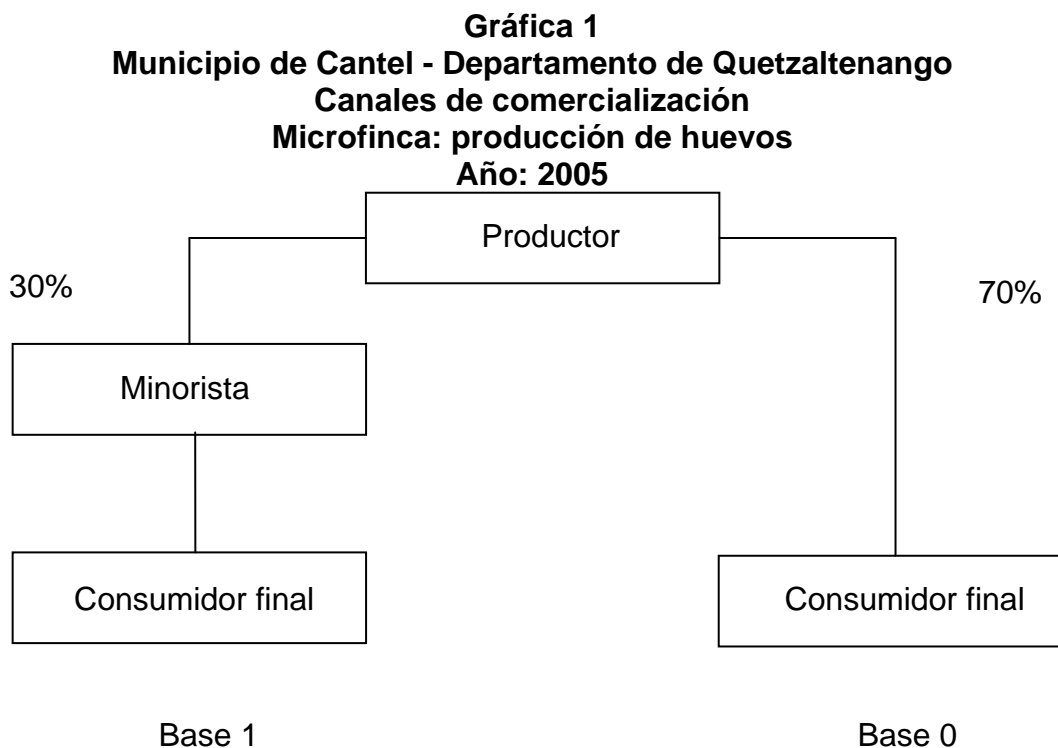 Gráfica 1
Municipio de Cantel - Departamento de Quetzaltenango
Canales de comercialización
Microfinca: producción de huevos
Año: 2005
Productor
30%
70%
Minorista
Consumidor final
Consumidor final
Base 1
Base 0